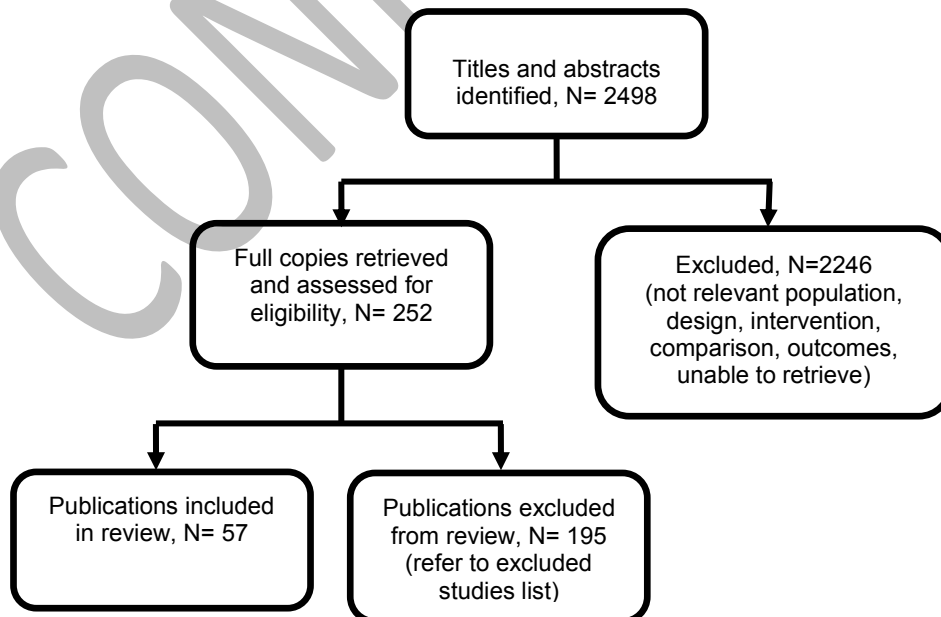 Titles and abstracts
identified, N= 2498
Full copies retrieved
and assessed for
eligibility, N= 252
Excluded, N=2246
(not relevant population,
design, intervention,
comparison, outcomes,
unable to retrieve)
Publications included
in review, N= 57
Publications excluded
from review, N= 195
(refer to excluded
studies list)
CON